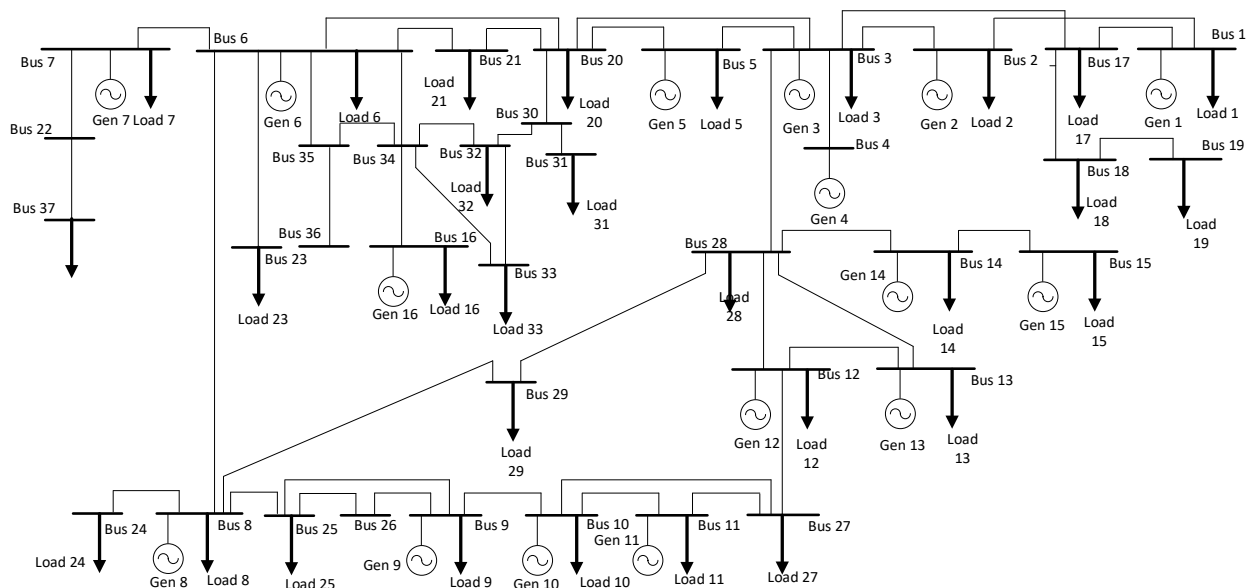 Bus 6
Bus 1
Bus 7
Bus 21
Bus 20
Bus 5
Bus 3
Bus 2
Bus 17
Gen 7
Load 7
Gen 6
Load 6
Load
21
Load
20
Gen 5
Load 5
Gen 3
Load 3
Gen 2
Load 2
Load
17
Gen 1
Load 1
Bus 22
Bus 30
Bus 35
Bus 34
Bus 32
Bus 31
Bus 4
Bus 18
Bus 19
Load
32
Load
31
Gen 4
Load
18
Load
19
Bus 37
Bus 36
Bus 23
Bus 16
Bus 33
Bus 28
Bus 14
Bus 15
Load 23
Gen 16
Load 16
Load 33
Load
28
Gen 14
Load
14
Gen 15
Load
15
Bus 29
Bus 12
Bus 13
Load
29
Gen 12
Load
12
Gen 13
Load
13
Bus 24
Bus 8
Bus 25
Bus 26
Bus 9
Bus 10
Gen 11
Bus 11
Bus 27
Load 24
Gen 8
Load 8
Load 25
Gen 9
Load 9
Gen 10
Load 10
Load 11
Load 27